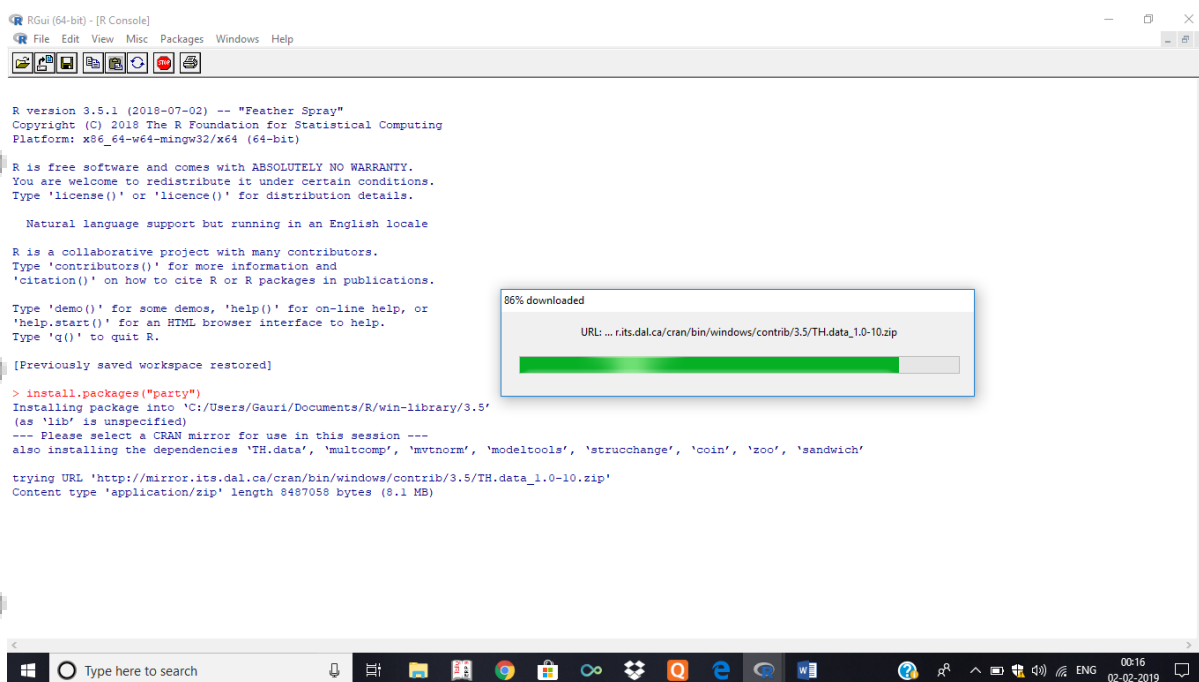 RGui (64-bit) - [R Console]
File Edit View Misc Packages Windows Help
STOP
R version 3.5.1 (2018-07-02) -- "Feather Spray"
Copyright (C) 2018 The R Foundation for Statistical Computing
Platform: x86_64-w64-mingw32/x64 (64-bit)
R is free software and comes with ABSOLUTELY NO WARRANTY.
You are welcome to redistribute it under certain conditions.
Type 'license()' or 'licence()' for distribution details.
Natural language support but running in an English locale
R is a collaborative project with many contributors.
Type 'contributors()' for more information and
'citation()' on how to cite R or R packages in publications.
Type 'demo()' for some demos, 'help()' for on-line help, or
'help.start()' for an HTML browser interface to help.
Type 'q()' to quit R.
[Previously saved workspace restored]
> install.packages("party")
Installing package into ‘C:/Users/Gauri/Documents/R/win-library/3.5’
(as ‘lib’ is unspecified)
--- Please select a CRAN mirror for use in this session ---
also installing the dependencies ‘TH.data’, ‘multcomp’, ‘mvtnorm’, ‘modeltools’, ‘strucchange’, ‘coin’, ‘zoo’, ‘sandwich’
trying URL 'http://mirror.its.dal.ca/cran/bin/windows/contrib/3.5/TH.data_1.0-10.zip'
Content type 'application/zip' length 8487058 bytes (8.1 MB)
86% downloaded
URL: ... r.its.dal.ca/cran/bin/windows/contrib/3.5/TH.data_1.0-10.zip
Type here to search
ENG
00:16
02-02-2019